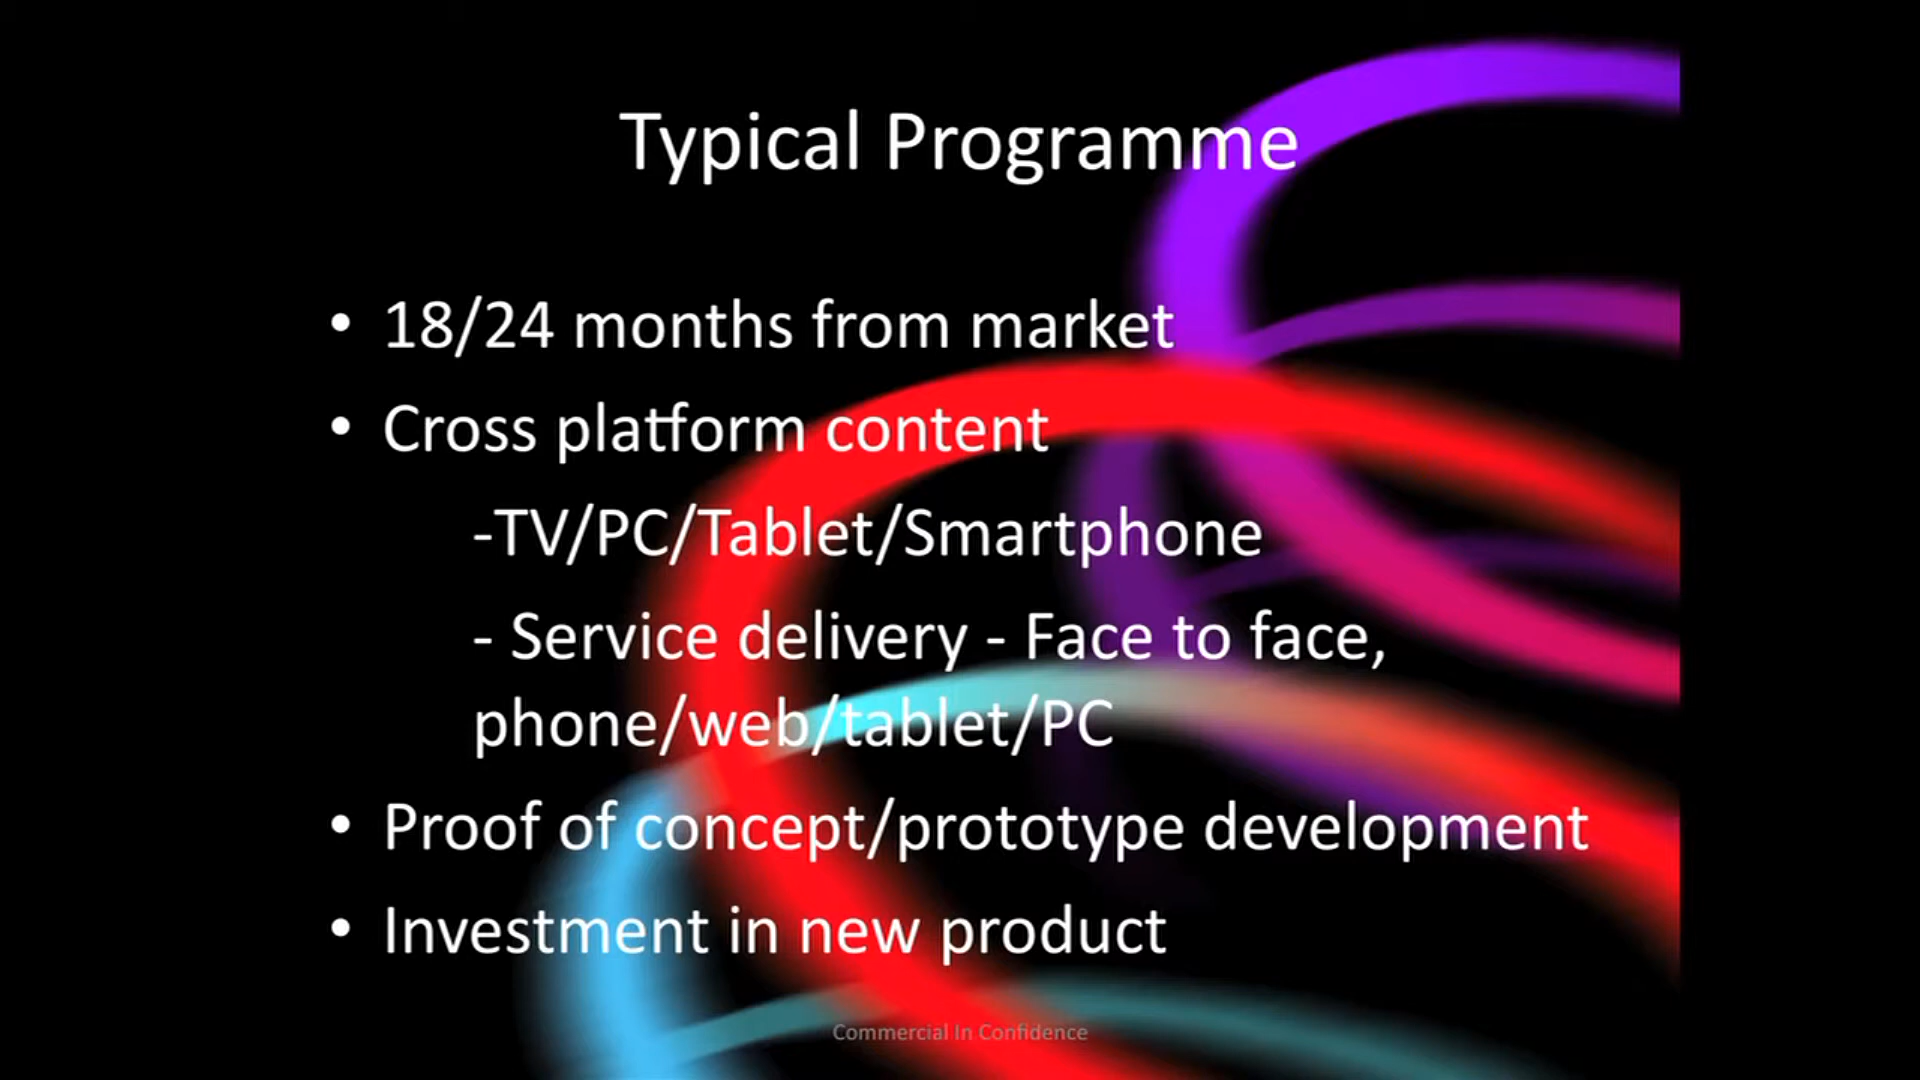 Typical Programme
• 18/24 months from market
• Cross platform content
-TV/PC/Tablet/Smartphone
- Service delivery - Face to face,
phone/web/tablet/PC
• Proof of concept/prototype development
• Investment in new product
Commercial In Confidence